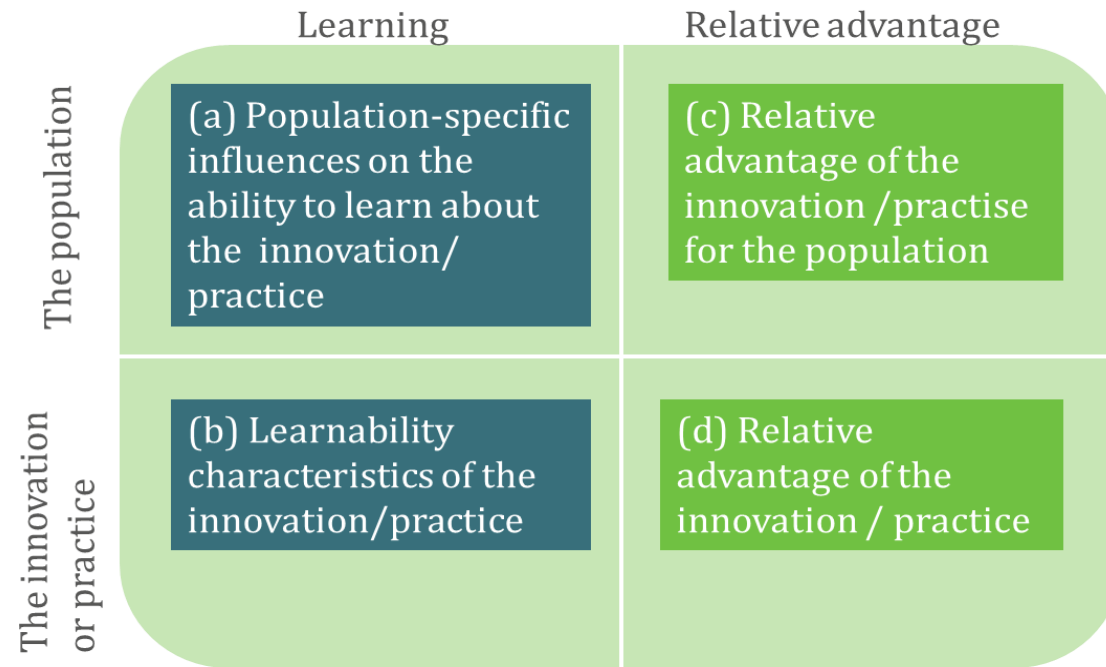 Learning
Relative advantage
The population
(a) Population-specific
influences on the
ability to learn about
the innovation/
practice
(c) Relative
advantage of the
innovation /practise
for the population
The innovation
or practice
(b) Learnability
characteristics of the
innovation/practice
(d) Relative
advantage of the
innovation / practice